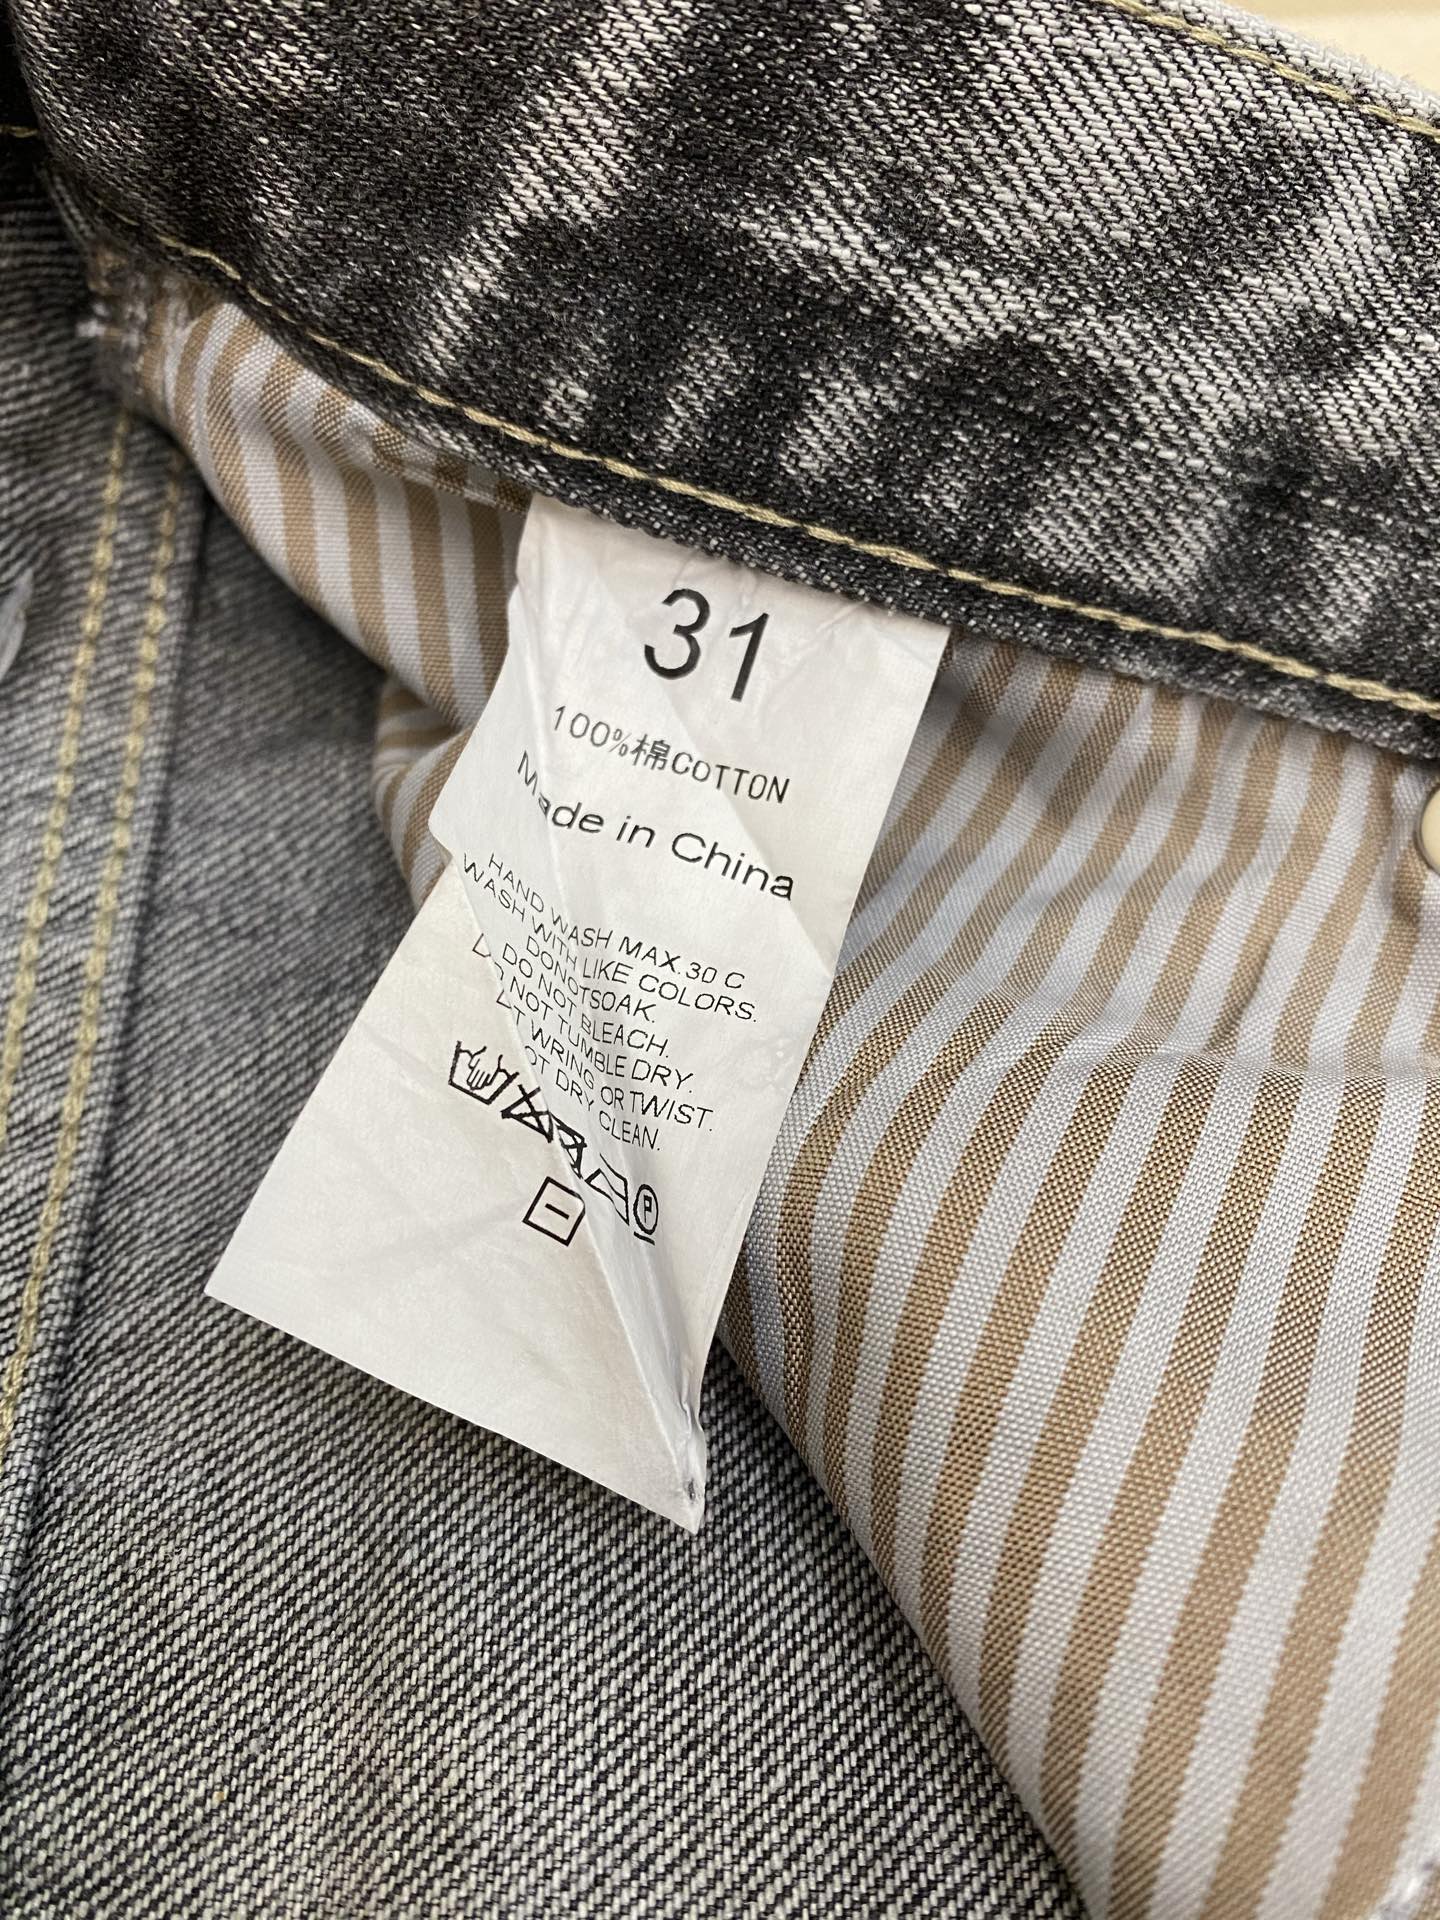 31
100%棉COTTON
Made in China
HAND WASH MAX.30 C
WASH WITH LIKE COLORS.
DONOTSOAK.
DO NOT BLEACH.
NOT TUMBLE DRY.
WRING OR TWIST.
DRY CLEAN.
P